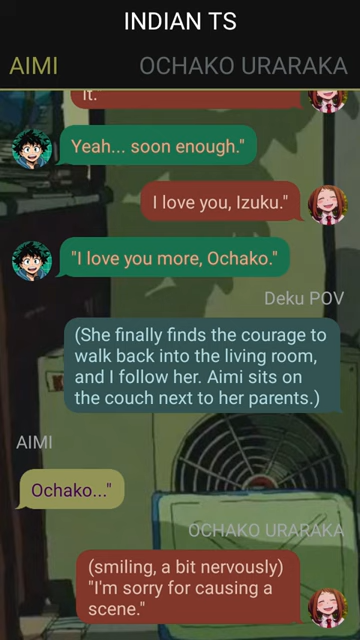 INDIAN TS
AIMI OCHAKO URARAKA
it."
Yeah... soon enough."
I love you, Izuku."
"I love you more, Ochako."
Deku POV
(She finally finds the courage to
walk back into the living room,
and I follow her. Aimi sits on
the couch next to her parents.)
AIMI
Ochako..."
OCHAKO URARAKA
(smiling, a bit nervously)
"I'm sorry for causing a
scene."